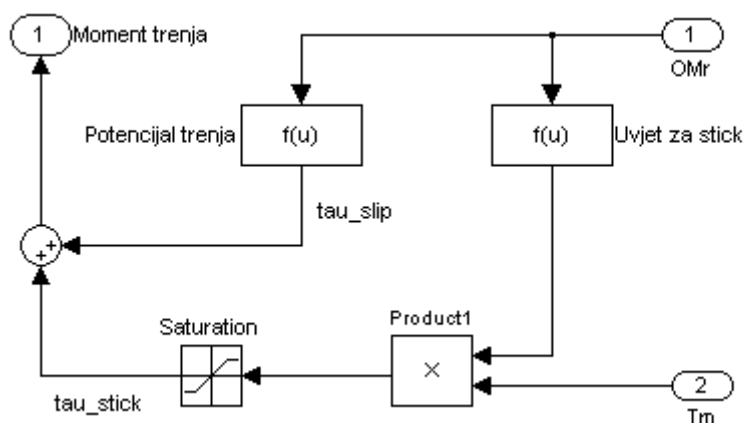 1
Moment trenja
1
OMr
Potencijal trenja
f(u)
f(u)
Uvjet za stick
tau_slip
+
+
Saturation
Product1
×
tau_stick
2
Tm